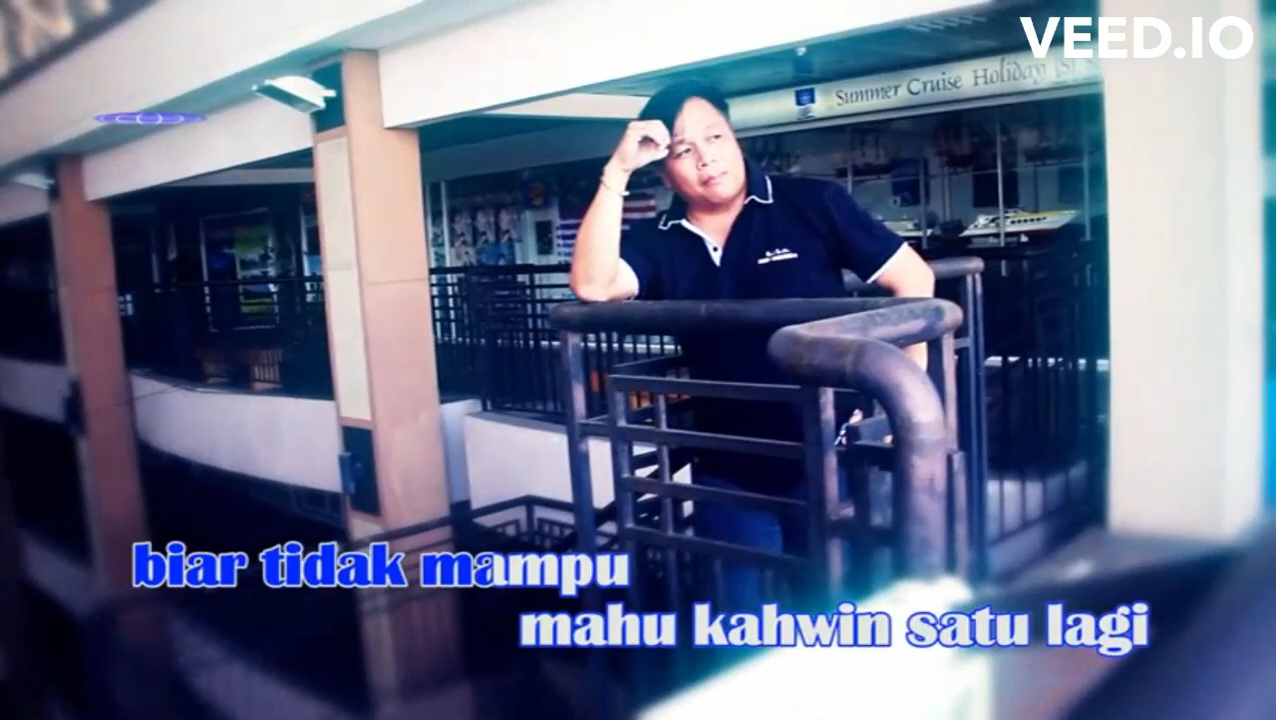 VEED.IO
Summer Cruise Holiday
biar tidak mampu
mahu kahwin satu lagi